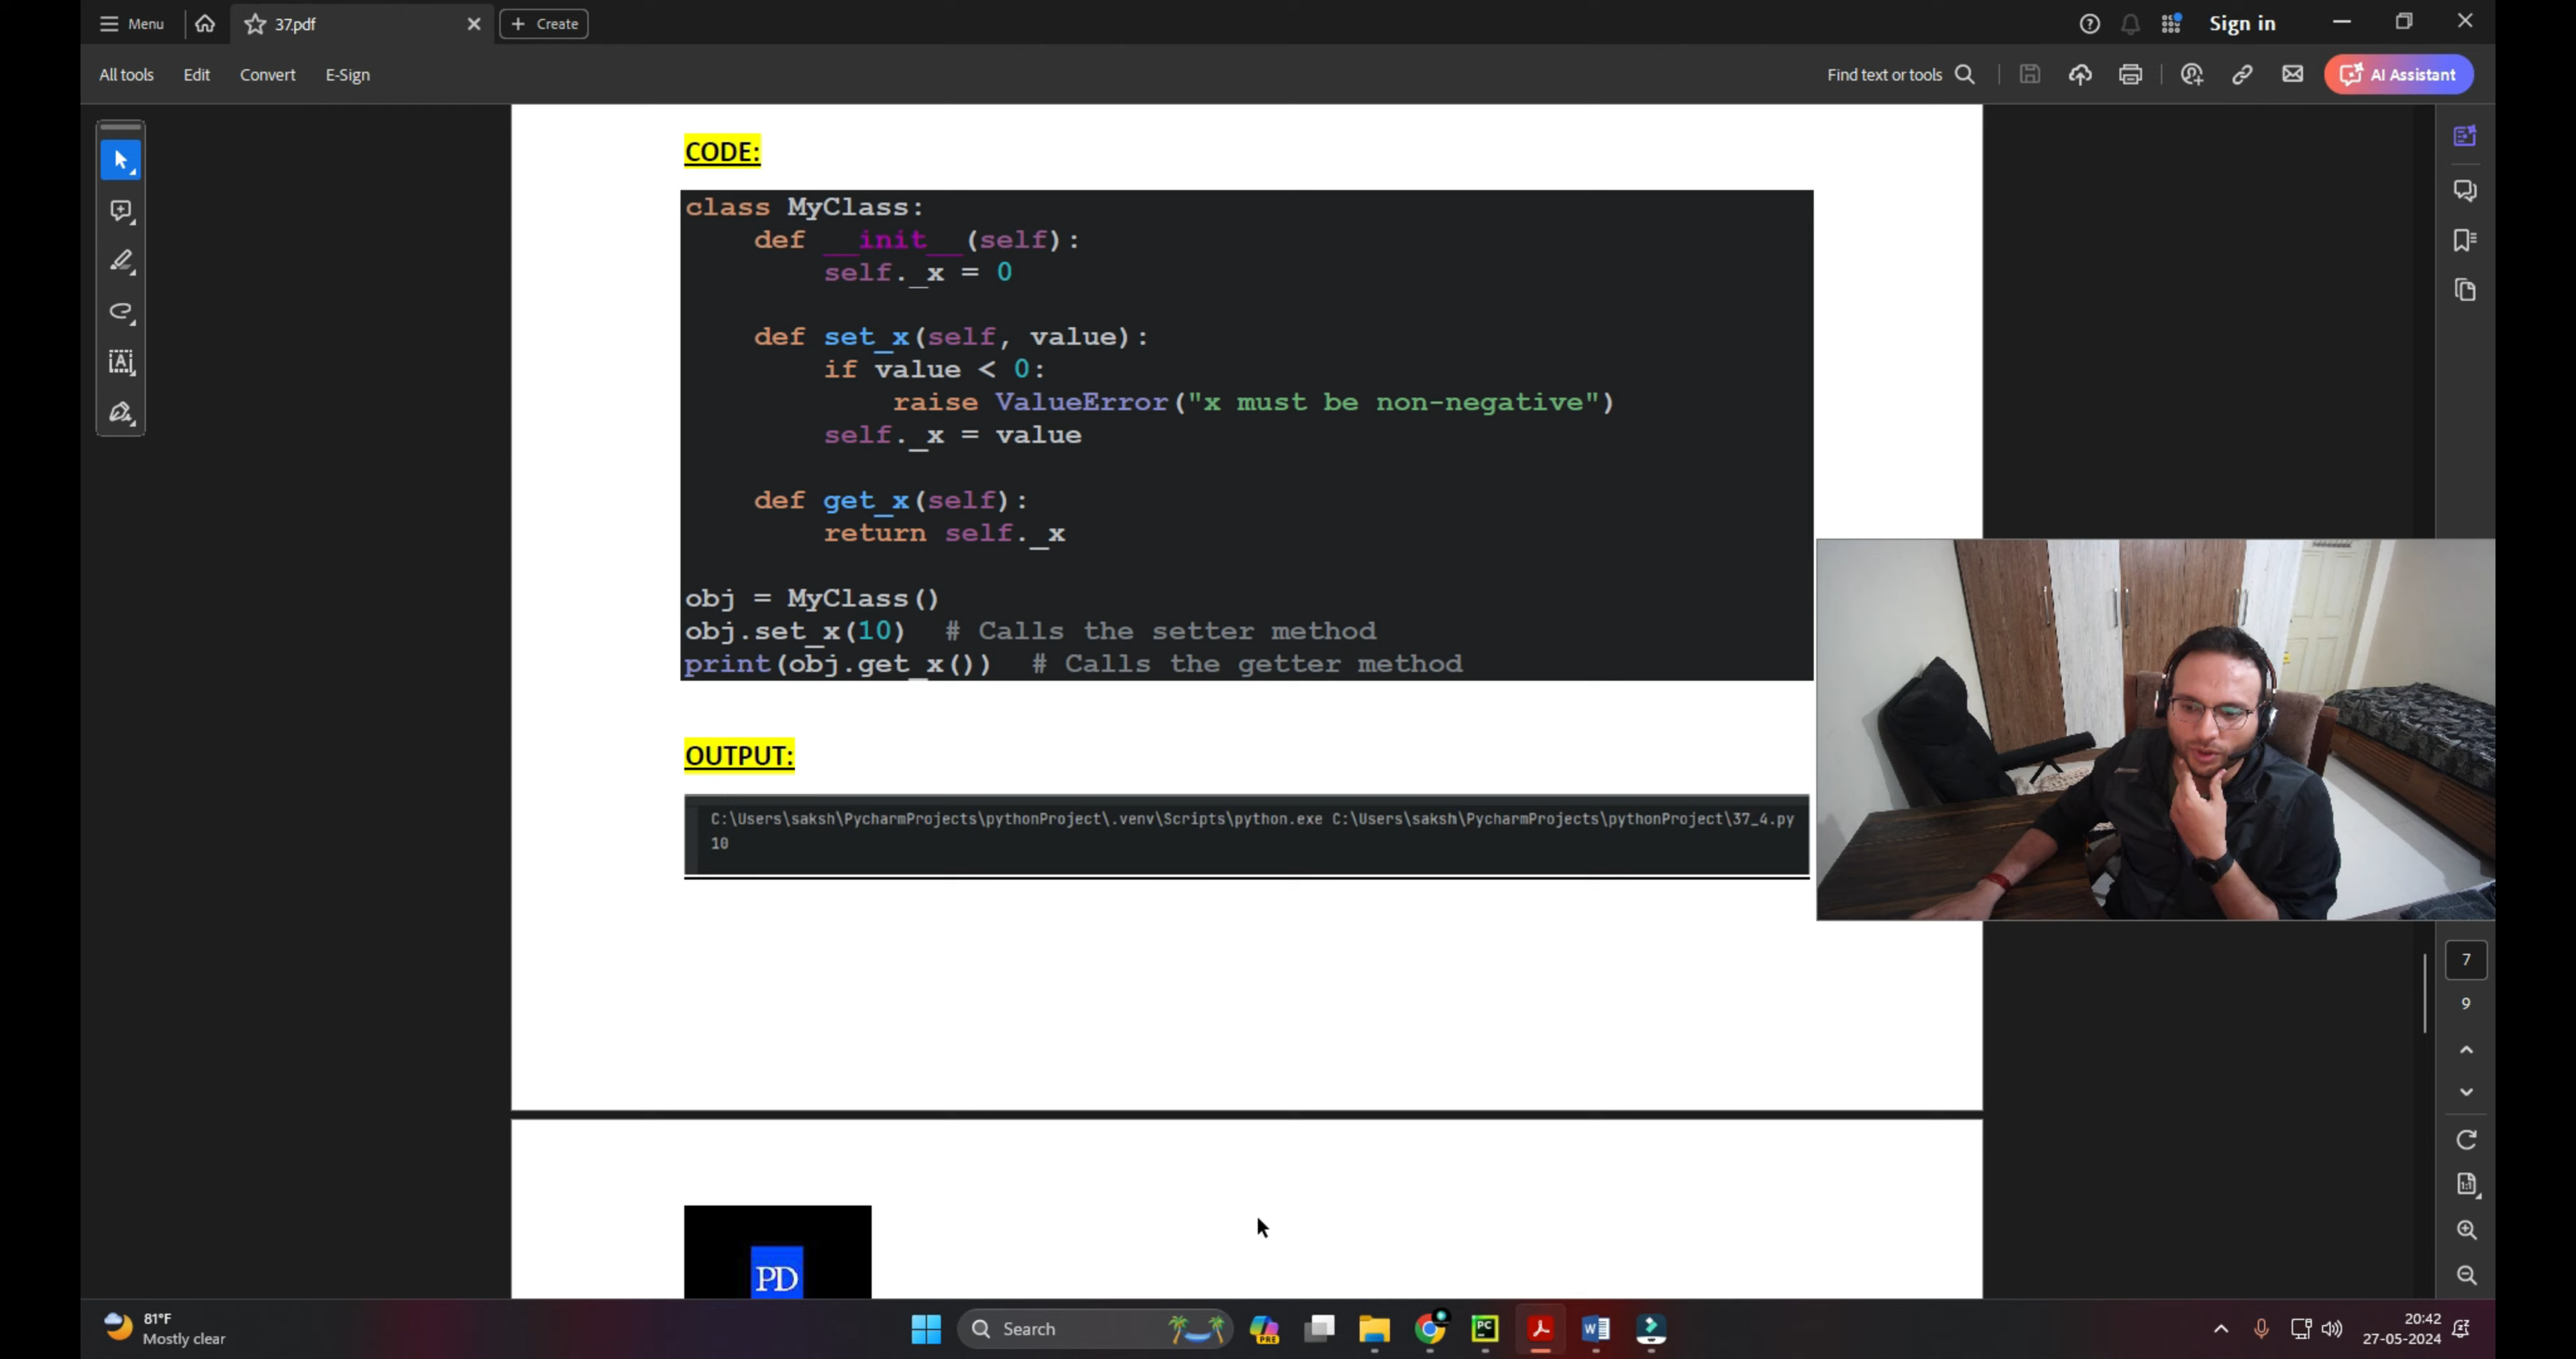 Menu
37.pdf
Create
Sign in
All tools
Edit
Convert
E-Sign
Find text or tools
AI Assistant
CODE:
class MyClass:
    def __init__(self):
        self._x = 0
    def set_x(self, value):
        if value < 0:
            raise ValueError("x must be non-negative")
        self._x = value
    def get_x(self):
        return self._x
obj = MyClass()
obj.set_x(10)  # Calls the setter method
print(obj.get_x())  # Calls the getter method
OUTPUT:
C:\Users\saksh\PycharmProjects\pythonProject\.venv\Scripts\python.exe C:\Users\saksh\PycharmProjects\pythonProject\37_4.py
10
7
9
1:1
PD
81°F
Mostly clear
Search
PRE
PC
W
20:42
27-05-2024